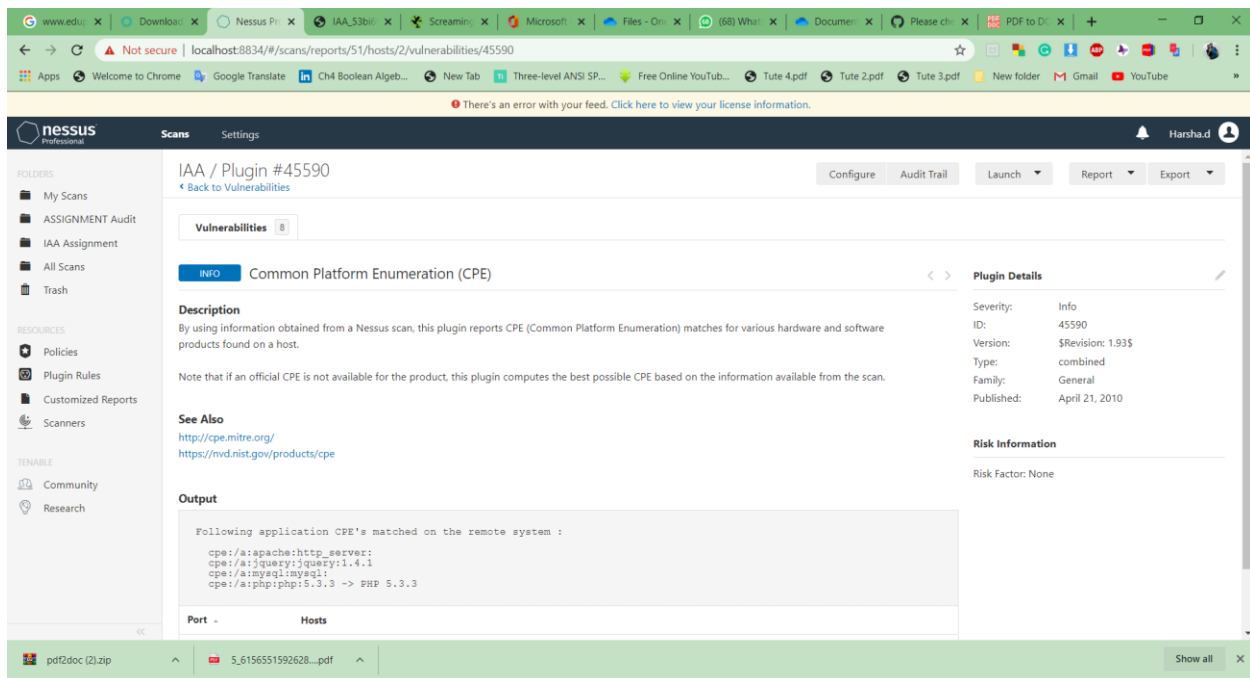 www.edup
Download
Nessus Pro
IAA_53bi6
Screaming
Microsoft
Files - One
(68) What
Document
Please che
PDF to DO
Not secure | localhost:8834/#/scans/reports/51/hosts/2/vulnerabilities/45590
Apps
Welcome to Chrome
Google Translate
Ch4 Boolean Algeb...
New Tab
Three-level ANSI SP...
Free Online YouTub...
Tute 4.pdf
Tute 2.pdf
Tute 3.pdf
New folder
Gmail
YouTube
There's an error with your feed. Click here to view your license information.
nessus
Professional
Scans
Settings
Harsha.d
FOLDERS
My Scans
ASSIGNMENT Audit
IAA Assignment
All Scans
Trash
RESOURCES
Policies
Plugin Rules
Customized Reports
Scanners
TENABLE
Community
Research
IAA / Plugin #45590
Back to Vulnerabilities
Configure
Audit Trail
Launch
Report
Export
Vulnerabilities 8
INFO
Common Platform Enumeration (CPE)
Description
By using information obtained from a Nessus scan, this plugin reports CPE (Common Platform Enumeration) matches for various hardware and software
products found on a host.
Note that if an official CPE is not available for the product, this plugin computes the best possible CPE based on the information available from the scan.
See Also
http://cpe.mitre.org/
https://nvd.nist.gov/products/cpe
Output
Following application CPE's matched on the remote system :
cpe:/a:apache:http_server:
cpe:/a:jquery:jquery:1.4.1
cpe:/a:mysql:mysql:
cpe:/a:php:php:5.3.3 -> PHP 5.3.3
Port
Hosts
Plugin Details
Severity: Info
ID: 45590
Version: $Revision: 1.93$
Type: combined
Family: General
Published: April 21, 2010
Risk Information
Risk Factor: None
pdf2doc (2).zip
5_6156551592628....pdf
Show all